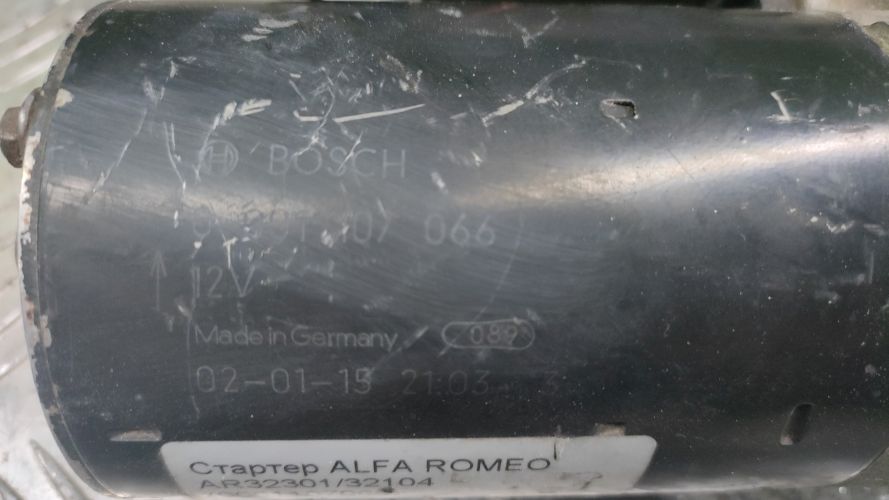 BOSCH
066
12V
Made in Germany 089
02-01-15 21:03
Стартер ALFA ROMEO
AR32301/32104